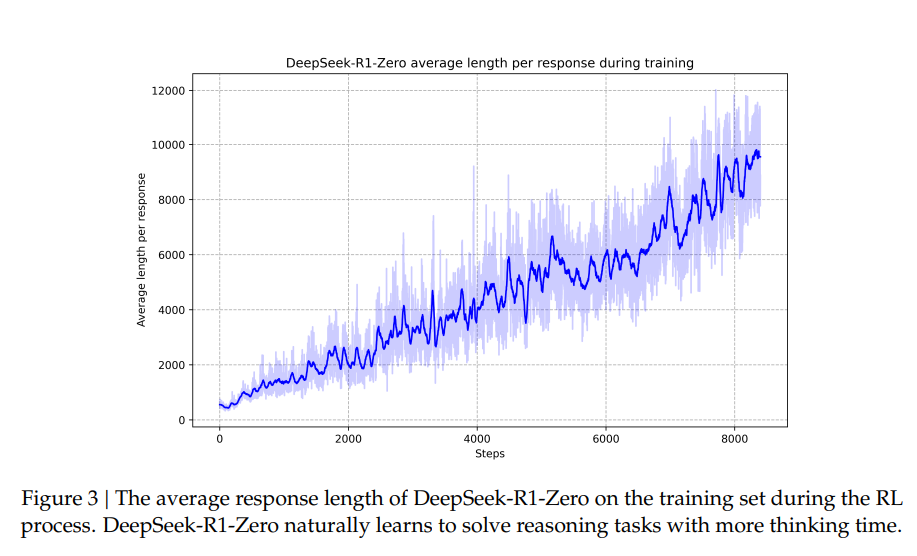 DeepSeek-R1-Zero average length per response during training
12000
10000
8000
6000
4000
2000
0
Average length per response
0 2000 4000 6000 8000
Steps
Figure 3 | The average response length of DeepSeek-R1-Zero on the training set during the RL
process. DeepSeek-R1-Zero naturally learns to solve reasoning tasks with more thinking time.